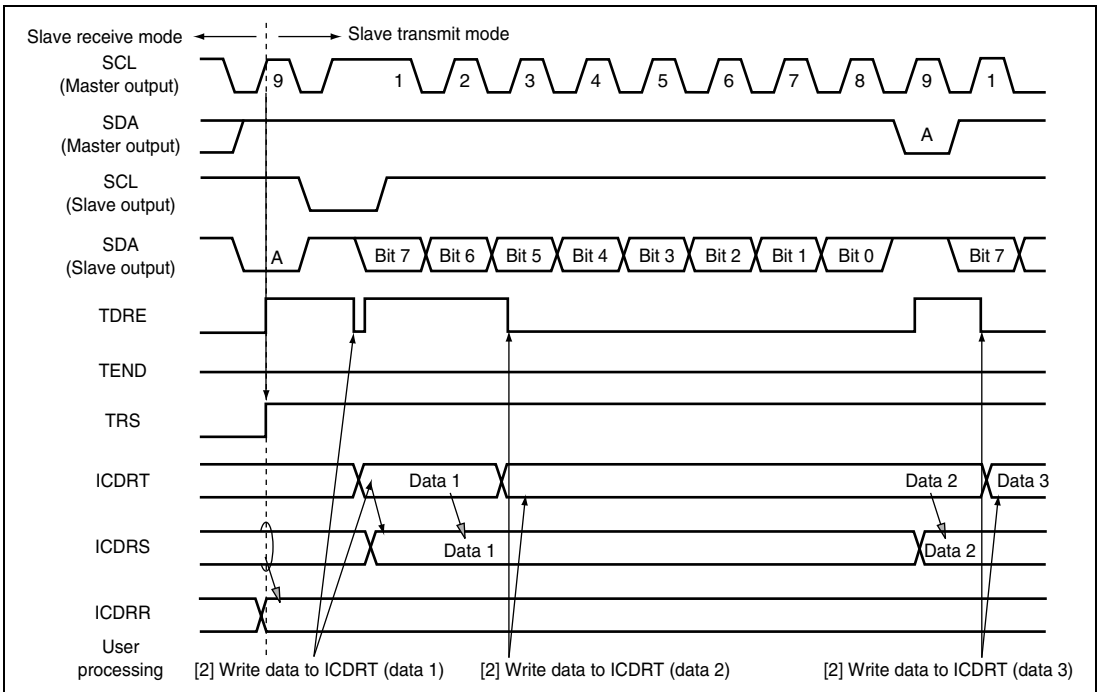 Slave receive mode
Slave transmit mode
SCL
(Master output)
9 1 2 3 4 5 6 7 8 9 1
SDA
(Master output)
A
SCL
(Slave output)
SDA
(Slave output)
A Bit 7 Bit 6 Bit 5 Bit 4 Bit 3 Bit 2 Bit 1 Bit 0 Bit 7
TDRE
TEND
TRS
ICDRT
Data 1 Data 2 Data 3
ICDRS
Data 1 Data 2
ICDRR
User
processing
[2] Write data to ICDRT (data 1) [2] Write data to ICDRT (data 2) [2] Write data to ICDRT (data 3)